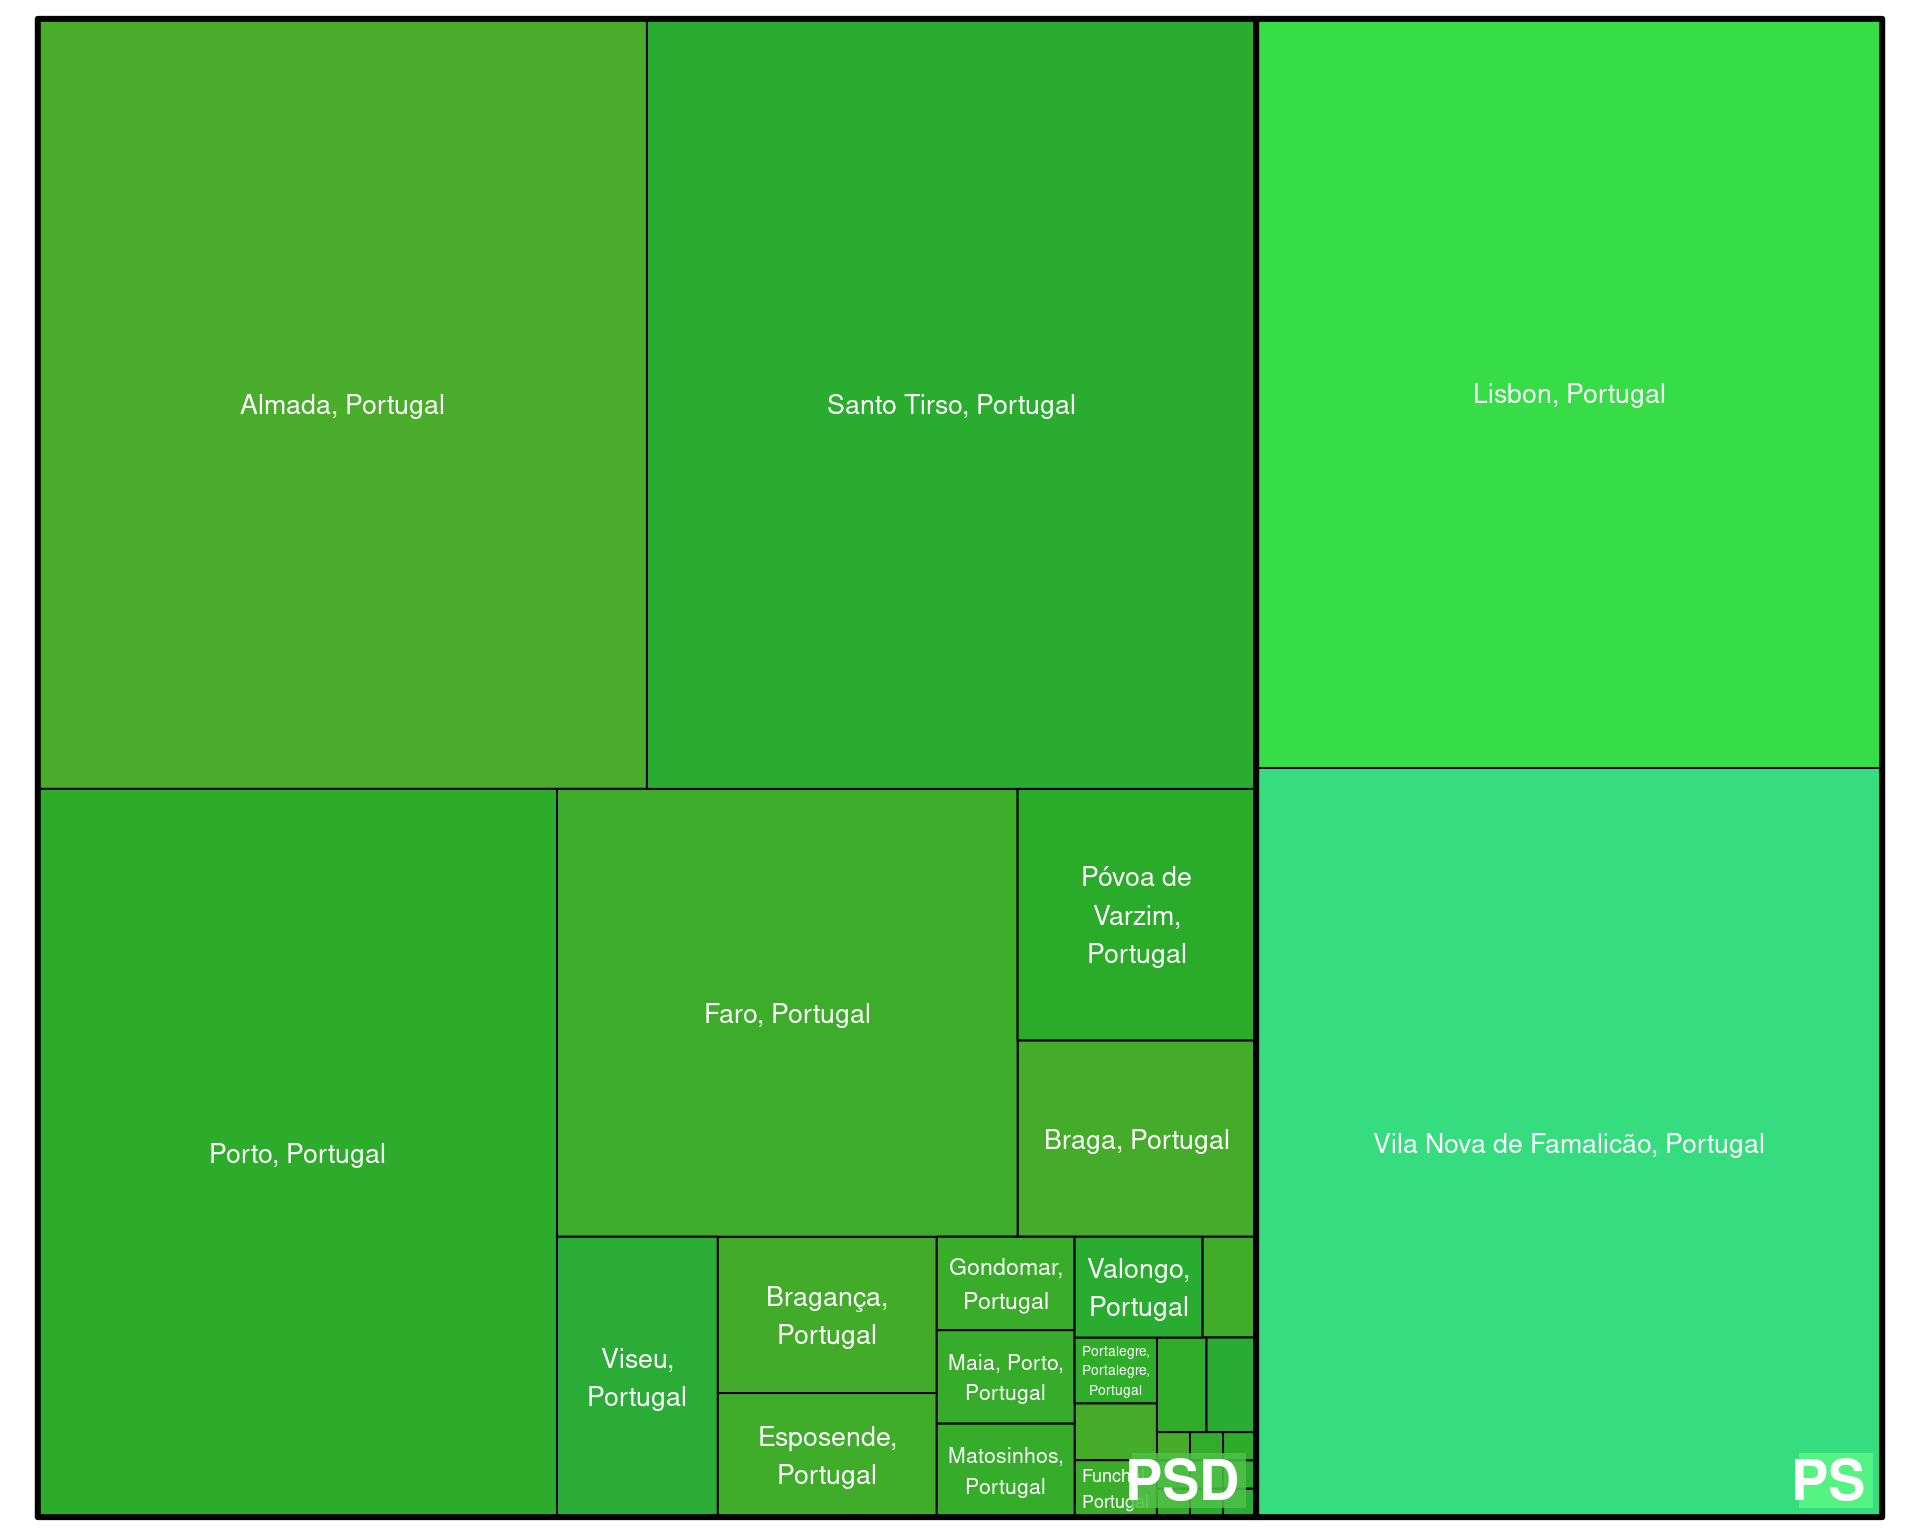 Almada, Portugal
Santo Tirso, Portugal
Lisbon, Portugal
Porto, Portugal
Faro, Portugal
Póvoa de
Varzim,
Portugal
Braga, Portugal
Vila Nova de Famalicão, Portugal
Viseu,
Portugal
Bragança,
Portugal
Esposende,
Portugal
Gondomar,
Portugal
Maia, Porto,
Portugal
Matosinhos,
Portugal
Valongo,
Portugal
Portalegre,
Portalegre,
Portugal
Portugal
PSD
PS